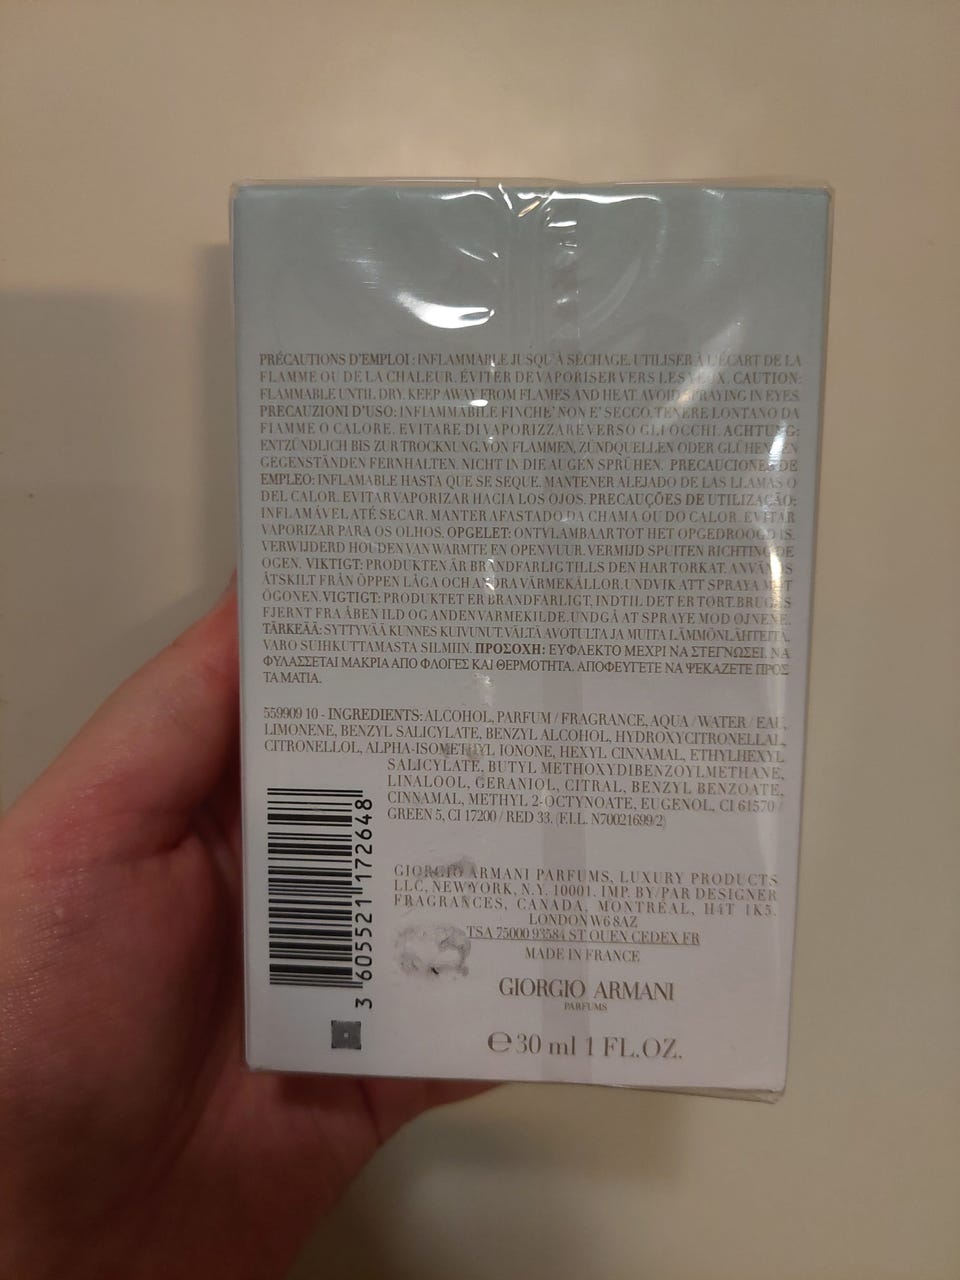 PRÉCAUTIONS D'EMPLOI : INFLAMMABLE JUSQU'À SÉCHAGE. UTILISER À L'ÉCART DE LA
FLAMME OU DE LA CHALEUR. ÉVITER DE VAPORISER VERS LES YEUX. CAUTION:
FLAMMABLE UNTIL DRY. KEEP AWAY FROM FLAMES AND HEAT. AVOID SPRAYING IN EYES.
PRECAUZIONI D'USO: INFIAMMABILE FINCHE' NON E' SECCO. TENERE LONTANO DA
FIAMME O CALORE. EVITARE DI VAPORIZZARE VERSO GLI OCCHI. ACHTUNG:
ENTZÜNDLICH BIS ZUR TROCKNUNG. VON FLAMMEN, ZÜNDQUELLEN ODER GLÜHENDEN
GEGENSTÄNDEN FERNHALTEN. NICHT IN DIE AUGEN SPRÜHEN. PRECAUCIONES DE
EMPLEO: INFLAMABLE HASTA QUE SE SEQUE. MANTENER ALEJADO DE LAS LLAMAS O
DEL CALOR. EVITAR VAPORIZAR HACIA LOS OJOS. PRECAUÇÕES DE UTILIZAÇÃO:
INFLAMÁVEL ATÉ SECAR. MANTER AFASTADO DA CHAMA OU DO CALOR. EVITAR
VAPORIZAR PARA OS OLHOS. OPGELET: ONTVLAMBAAR TOT HET OPGEDROOGD IS.
VERWIJDERD HOUDEN VAN WARMTE EN OPEN VUUR. VERMIJD SPUITEN RICHTING DE
OGEN. VIKTIGT: PRODUKTEN ÄR BRANDFARLIG TILLS DEN HAR TORKAT. ANVÄNDS
ÅTSKILT FRÅN ÖPPEN LÅGA OCH ANDRA VÄRMEKÄLLOR. UNDVIK ATT SPRAYA MOT
ÖGONEN. VIGTIGT: PRODUKTET ER BRANDFARLIGT, INDTIL DET ER TØRT. BRUGES
FJERNT FRA ÅBEN ILD OG ANDEN VARMEKILDE. UNDGÅ AT SPRAYE MOD ØJNENE.
TÄRKEÄÄ: SYTTYVÄÄ KUNNES KUIVUNUT. VÄLTÄ AVOTULTA JA MUITA LÄMMÖNLÄHTEITÄ.
VARO SUIHKUTTAMASTA SILMIIN. ΠΡΟΣΟΧΗ: ΕΥΦΛΕΚΤΟ ΜΕΧΡΙ ΝΑ ΣΤΕΓΝΩΣΕΙ. ΝΑ
ΦΥΛΑΣΣΕΤΑΙ ΜΑΚΡΙΑ ΑΠΟ ΦΛΟΓΕΣ ΚΑΙ ΘΕΡΜΟΤΗΤΑ. ΑΠΟΦΕΥΓΕΤΕ ΝΑ ΨΕΚΑΖΕΤΕ ΠΡΟΣ
ΤΑ ΜΑΤΙΑ.
559909 10 - INGREDIENTS: ALCOHOL, PARFUM / FRAGRANCE, AQUA / WATER / EAU,
LIMONENE, BENZYL SALICYLATE, BENZYL ALCOHOL, HYDROXYCITRONELLAL,
CITRONELLOL, ALPHA-ISOMETHYL IONONE, HEXYL CINNAMAL, ETHYLHEXYL
SALICYLATE, BUTYL METHOXYDIBENZOYLMETHANE,
LINALOOL, GERANIOL, CITRAL, BENZYL BENZOATE,
CINNAMAL, METHYL 2-OCTYNOATE, EUGENOL, CI 61570 /
GREEN 5, CI 17200 / RED 33. (F.I.L. N70021699/2)
3 605521 172648
GIORGIO ARMANI PARFUMS, LUXURY PRODUCTS
LLC, NEW YORK, N.Y. 10001. IMP. BY/PAR DESIGNER
FRAGRANCES, CANADA, MONTRÉAL, H4T 1K5.
LONDON W6 8AZ
TSA 75000 93584 ST OUEN CEDEX FR
MADE IN FRANCE
GIORGIO ARMANI
PARFUMS
℮ 30 ml 1 FL.OZ.